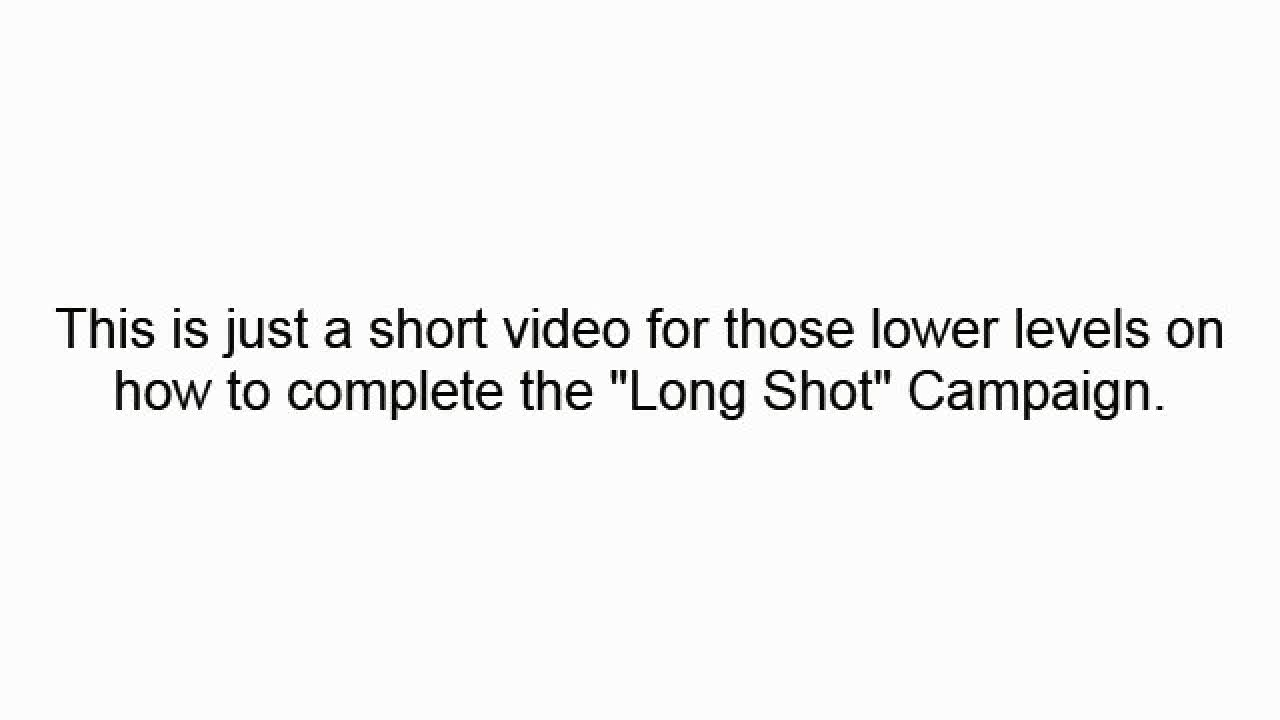 This is just a short video for those lower levels on
how to complete the "Long Shot" Campaign.